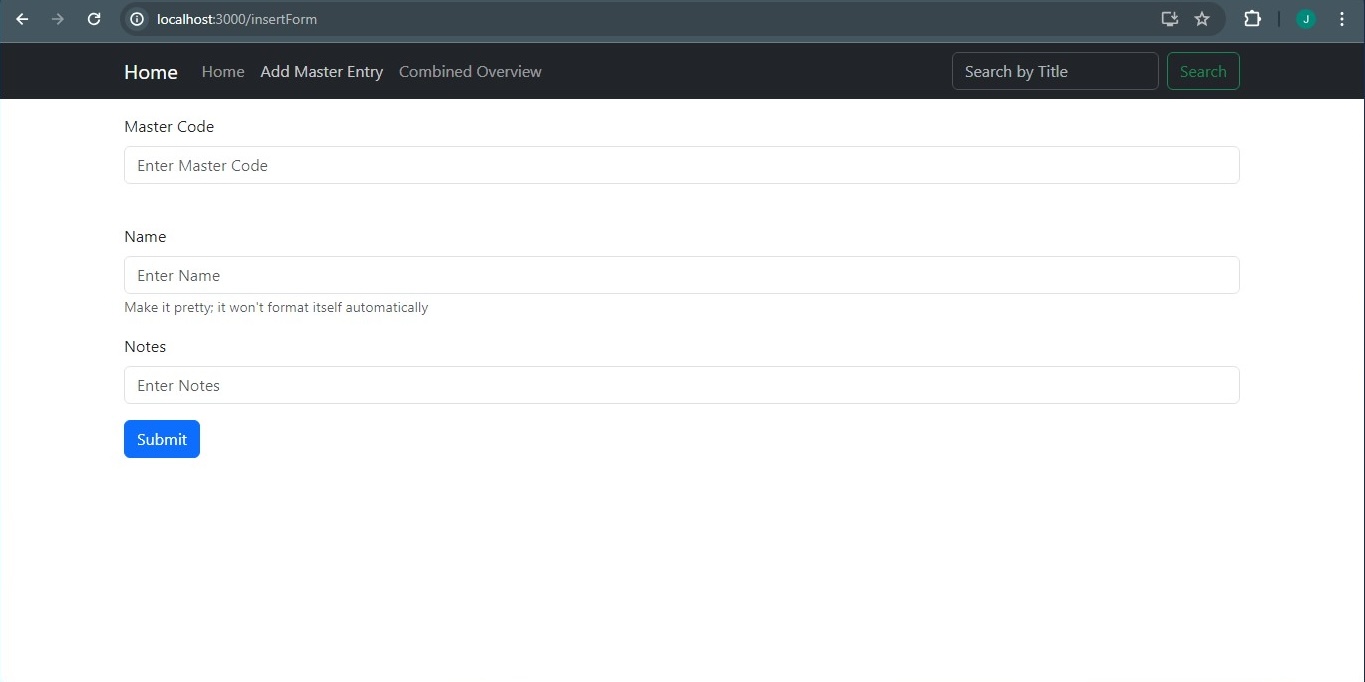 localhost:3000/insertForm
J
Home Home Add Master Entry Combined Overview Search by Title Search
Master Code
Enter Master Code
Name
Enter Name
Make it pretty; it won't format itself automatically
Notes
Enter Notes
Submit